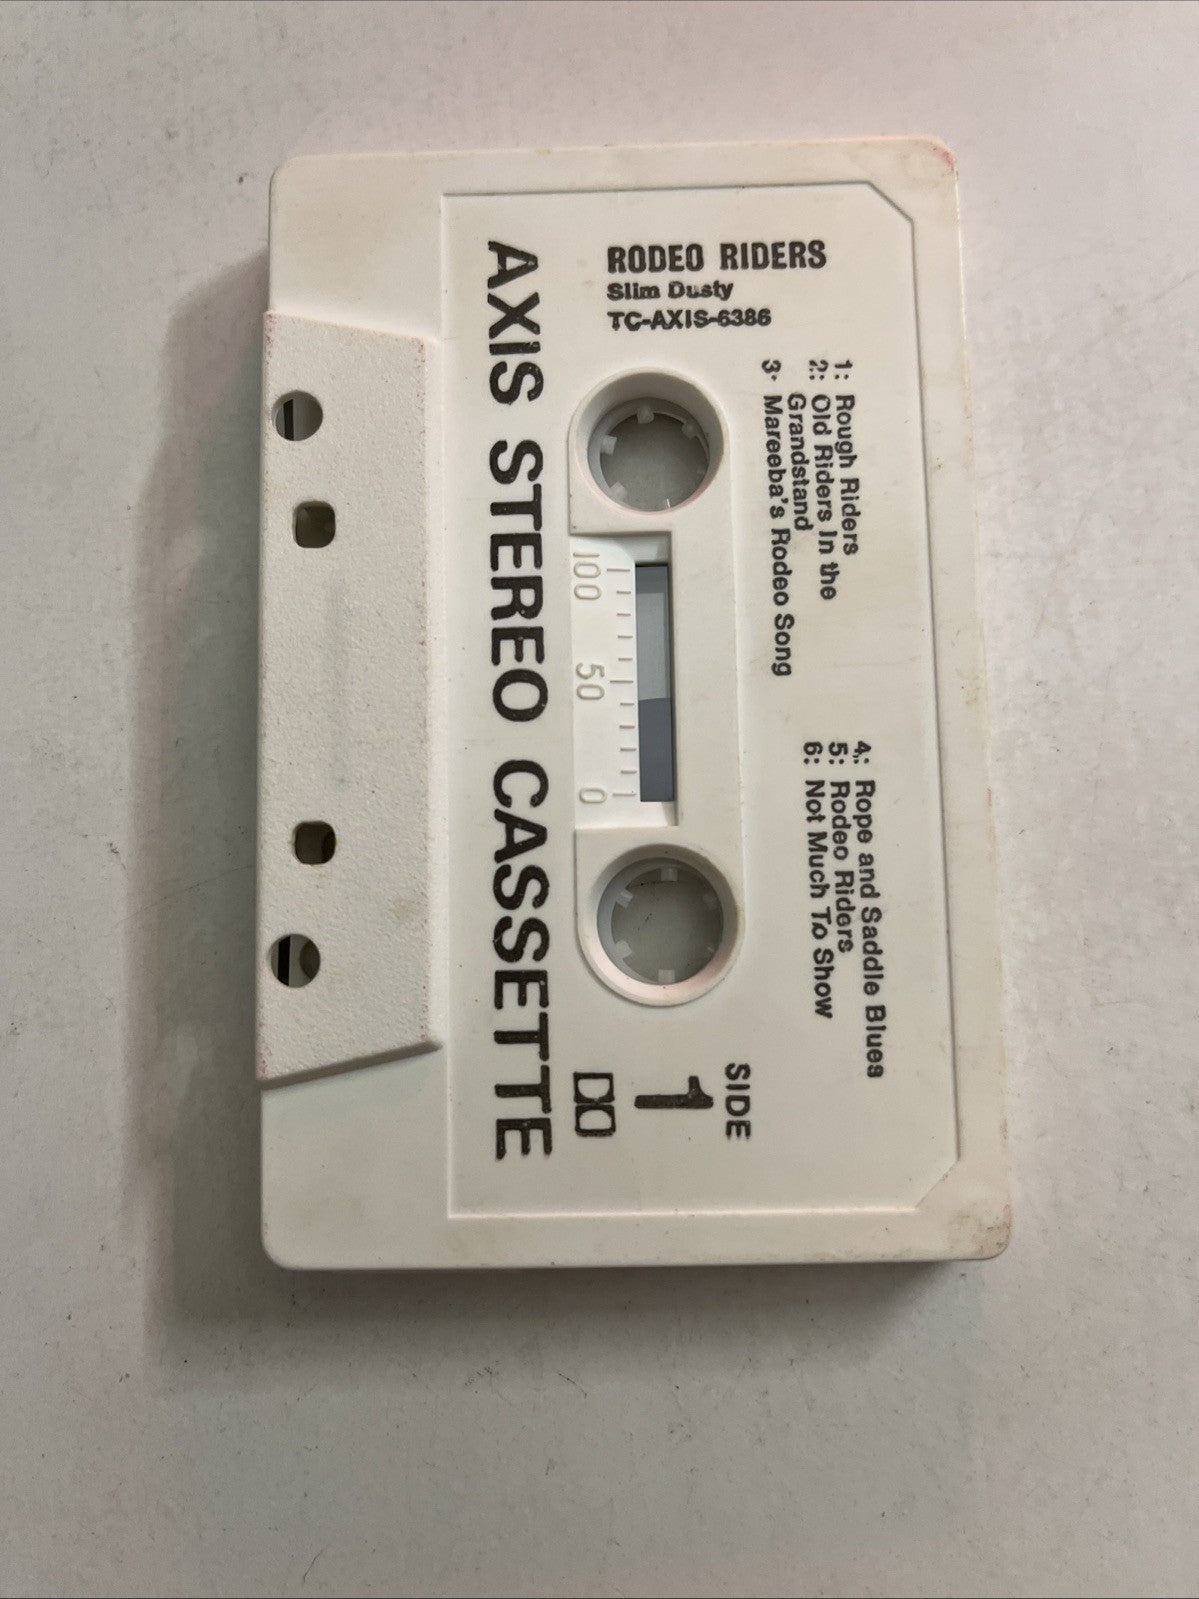 RODEO RIDERS
Slim Dusty
TC-AXIS-6386
1: Rough Riders
2: Old Riders In the
Grandstand
3· Mareeba's Rodeo Song
4: Rope and Saddle Blues
5: Rodeo Riders
6: Not Much To Show
SIDE
1
100 50 0
AXIS STEREO CASSETTE